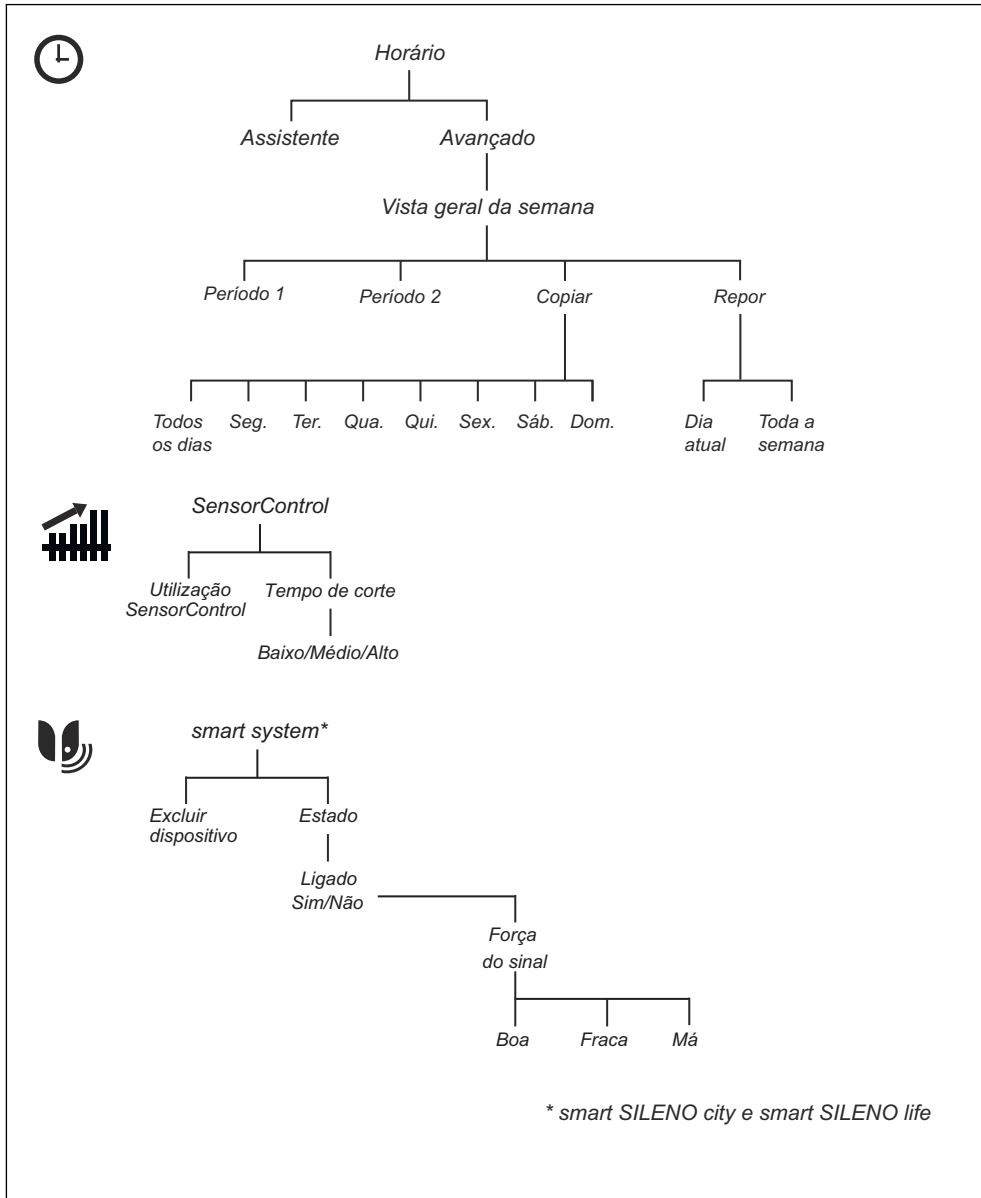 Horário
Assistente Avançado
Vista geral da semana
Período 1 Período 2 Copiar Repor
Todos os dias Seg. Ter. Qua. Qui. Sex. Sáb. Dom. Dia atual Toda a semana
SensorControl
Utilização SensorControl Tempo de corte
Baixo/Médio/Alto
smart system*
Excluir dispositivo Estado
Ligado
Sim/Não
Força
do sinal
Boa Fraca Má
* smart SILENO city e smart SILENO life